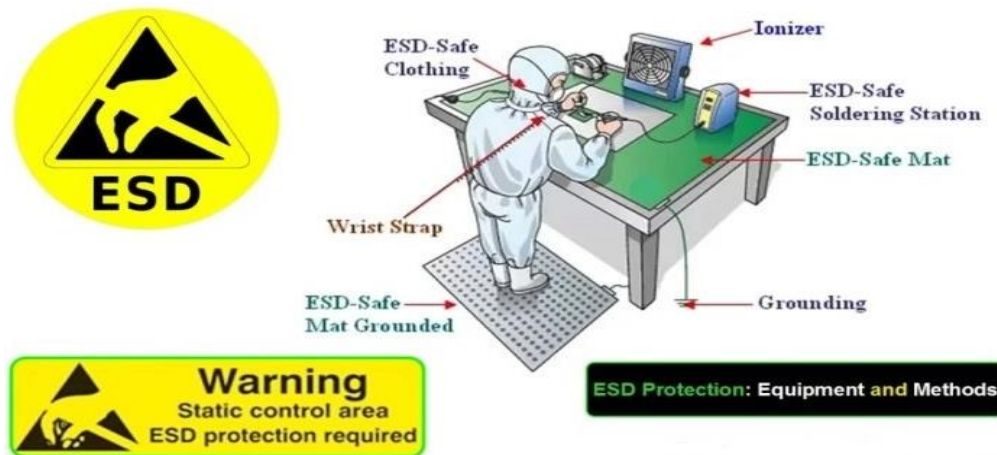 ESD
ESD-Safe
Clothing
Ionizer
ESD-Safe
Soldering Station
ESD-Safe Mat
Wrist Strap
ESD-Safe
Mat Grounded
Grounding
Warning
Static control area
ESD protection required
ESD Protection: Equipment and Methods